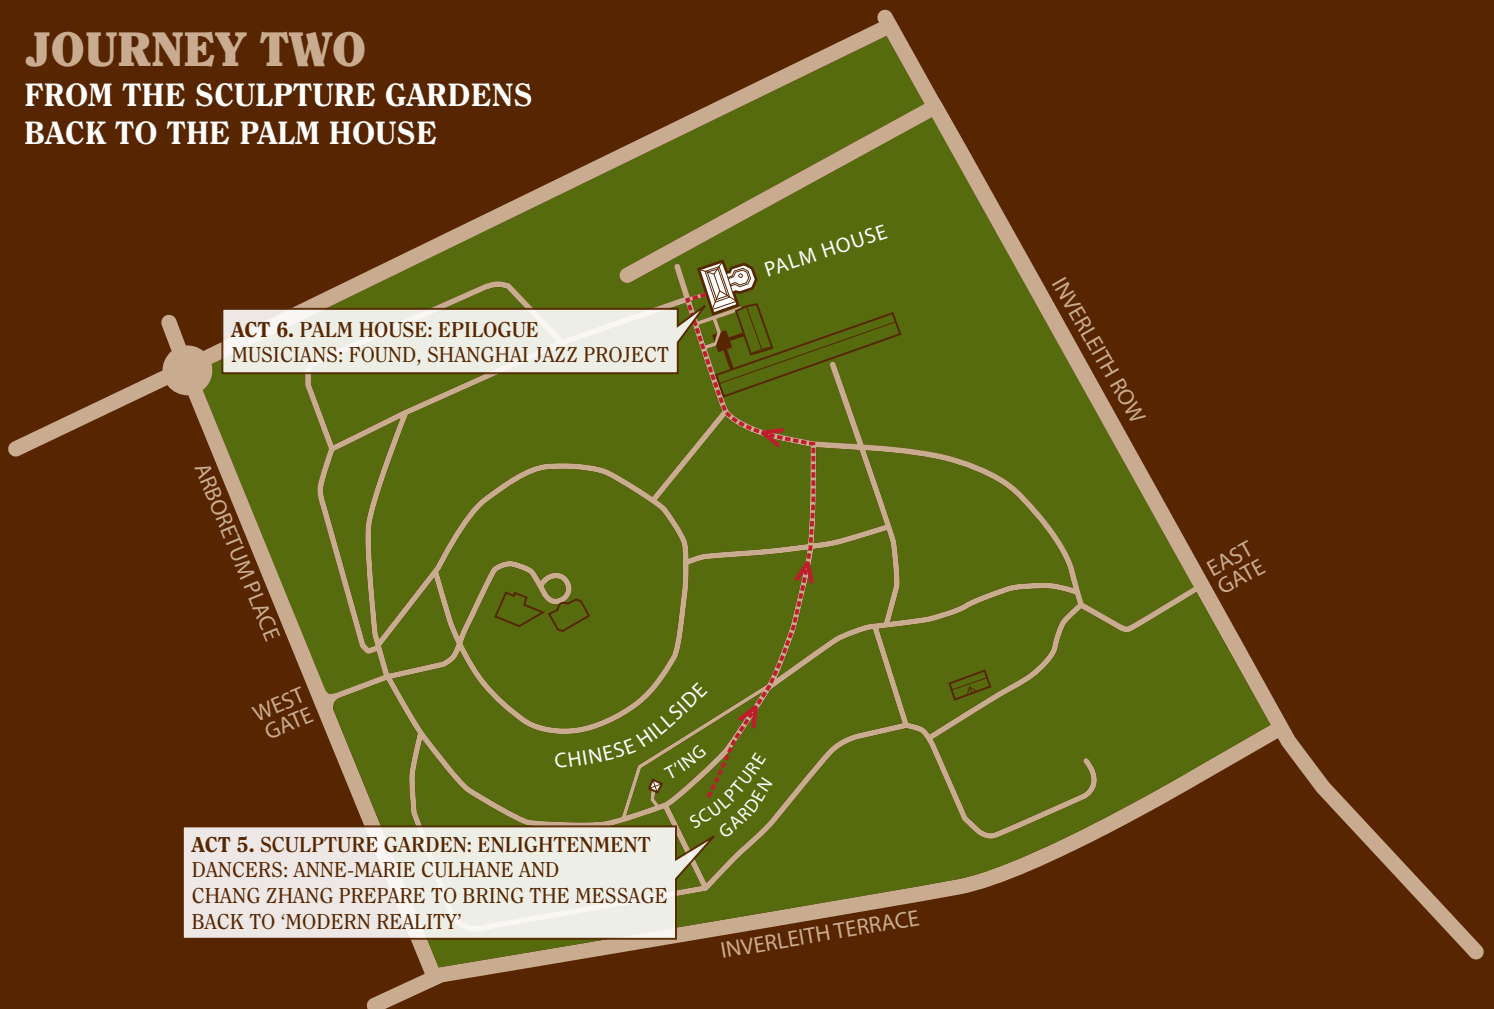 JOURNEY TWO
FROM THE SCULPTURE GARDENS
BACK TO THE PALM HOUSE
PALM HOUSE
INVERLEITH ROW
ACT 6. PALM HOUSE: EPILOGUE
MUSICIANS: FOUND, SHANGHAI JAZZ PROJECT
ARBORETUM PLACE
EAST
GATE
WEST
GATE
CHINESE HILLSIDE
T'ING
SCULPTURE
GARDEN
ACT 5. SCULPTURE GARDEN: ENLIGHTENMENT
DANCERS: ANNE-MARIE CULHANE AND
CHANG ZHANG PREPARE TO BRING THE MESSAGE
BACK TO ‘MODERN REALITY’
INVERLEITH TERRACE